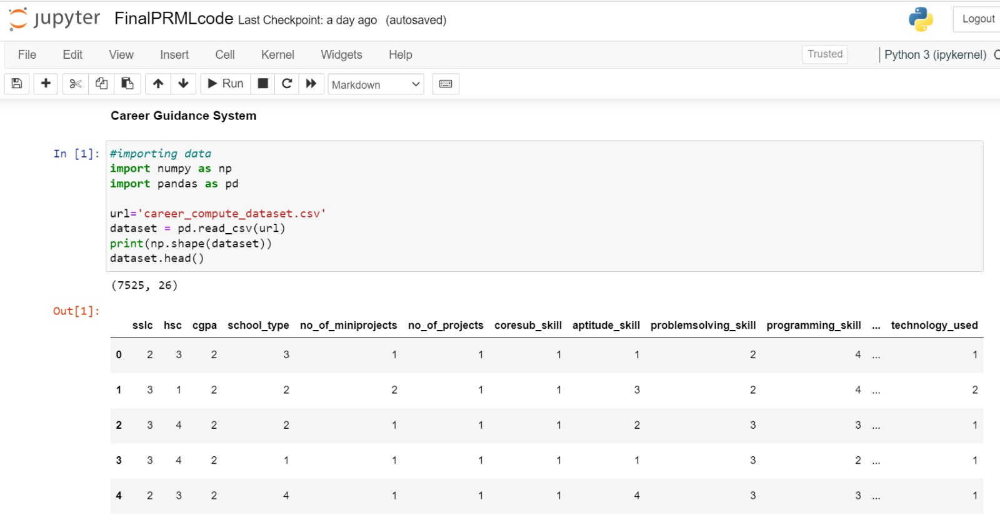 jupyter FinalPRMLcode Last Checkpoint: a day ago (autosaved) Logout
File Edit View Insert Cell Kernel Widgets Help Trusted Python 3 (ipykernel)
Run Markdown
Career Guidance System
In [1]: #importing data
import numpy as np
import pandas as pd
url='career_compute_dataset.csv'
dataset = pd.read_csv(url)
print(np.shape(dataset))
dataset.head()
(7525, 26)
Out[1]:
sslc hsc cgpa school_type no_of_miniprojects no_of_projects coresub_skill aptitude_skill problemsolving_skill programming_skill ... technology_used
0 2 3 2 3 1 1 1 1 2 4 ... 1
1 3 1 2 2 2 1 1 3 2 4 ... 2
2 3 4 2 2 1 1 1 2 3 3 ... 1
3 3 4 2 1 1 1 1 1 3 2 ... 1
4 2 3 2 4 1 1 1 4 3 3 ... 1